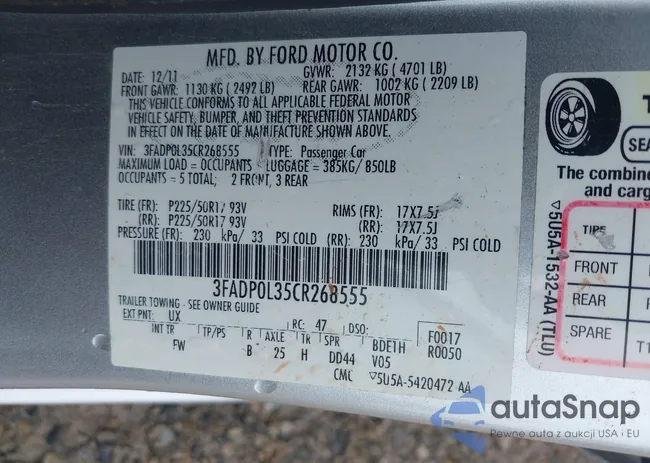 MFD. BY FORD MOTOR CO.
DATE: 12/11 GVWR: 2132 KG ( 4701 LB)
FRONT GAWR: 1130 KG ( 2492 LB) REAR GAWR: 1002 KG ( 2209 LB)
THIS VEHICLE CONFORMS TO ALL APPLICABLE FEDERAL MOTOR
VEHICLE SAFETY, BUMPER, AND THEFT PREVENTION STANDARDS
IN EFFECT ON THE DATE OF MANUFACTURE SHOWN ABOVE.
VIN: 3FADP0L35CR268555 TYPE: Passenger Car
MAXIMUM LOAD = OCCUPANTS + LUGGAGE = 385KG/ 850LB
OCCUPANTS = 5 TOTAL; 2 FRONT, 3 REAR
TIRE (FR): P225/50R17 93V RIMS (FR): 17X7.5J
(RR): P225/50R17 93V (RR): 17X7.5J
PRESSURE (FR): 230 kPa/ 33 PSI COLD (RR): 230 kPa/ 33 PSI COLD
3FADP0L35CR268555
TRAILER TOWING - SEE OWNER GUIDE
EXT PNT: UX RC: 47 DSO: F0017
R0050
INT TR TP/PS R AXLE TR SPR BDETH
FW B 25 H DD44 V05
CMC ▽5U5A-5420472 AA
▽5U5A-1532-AA (TLU)
T
SEA
The combine
and carg
TIRE
FRONT
REAR
SPARE
T1
autoSnap
Pewne auto z aukcji USA i EU